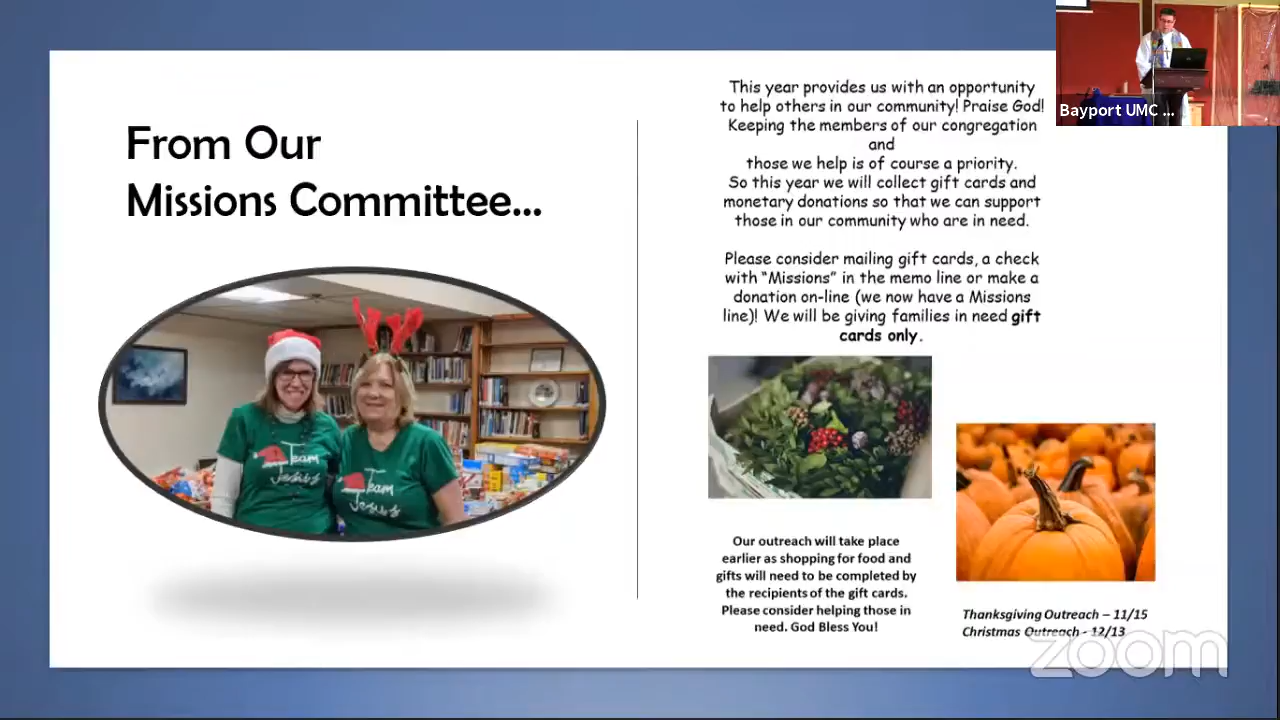 From Our
Missions Committee...
Team
Jesus
Team
Jesus
This year provides us with an opportunity
to help others in our community! Praise God!
Keeping the members of our congregation
and
those we help is of course a priority.
So this year we will collect gift cards and
monetary donations so that we can support
those in our community who are in need.
Please consider mailing gift cards, a check
with “Missions” in the memo line or make a
donation on-line (we now have a Missions
line)! We will be giving families in need gift
cards only.
Our outreach will take place
earlier as shopping for food and
gifts will need to be completed by
the recipients of the gift cards.
Please consider helping those in
need. God Bless You!
Thanksgiving Outreach – 11/15
Christmas Outreach - 12/13
Bayport UMC ...
zoom